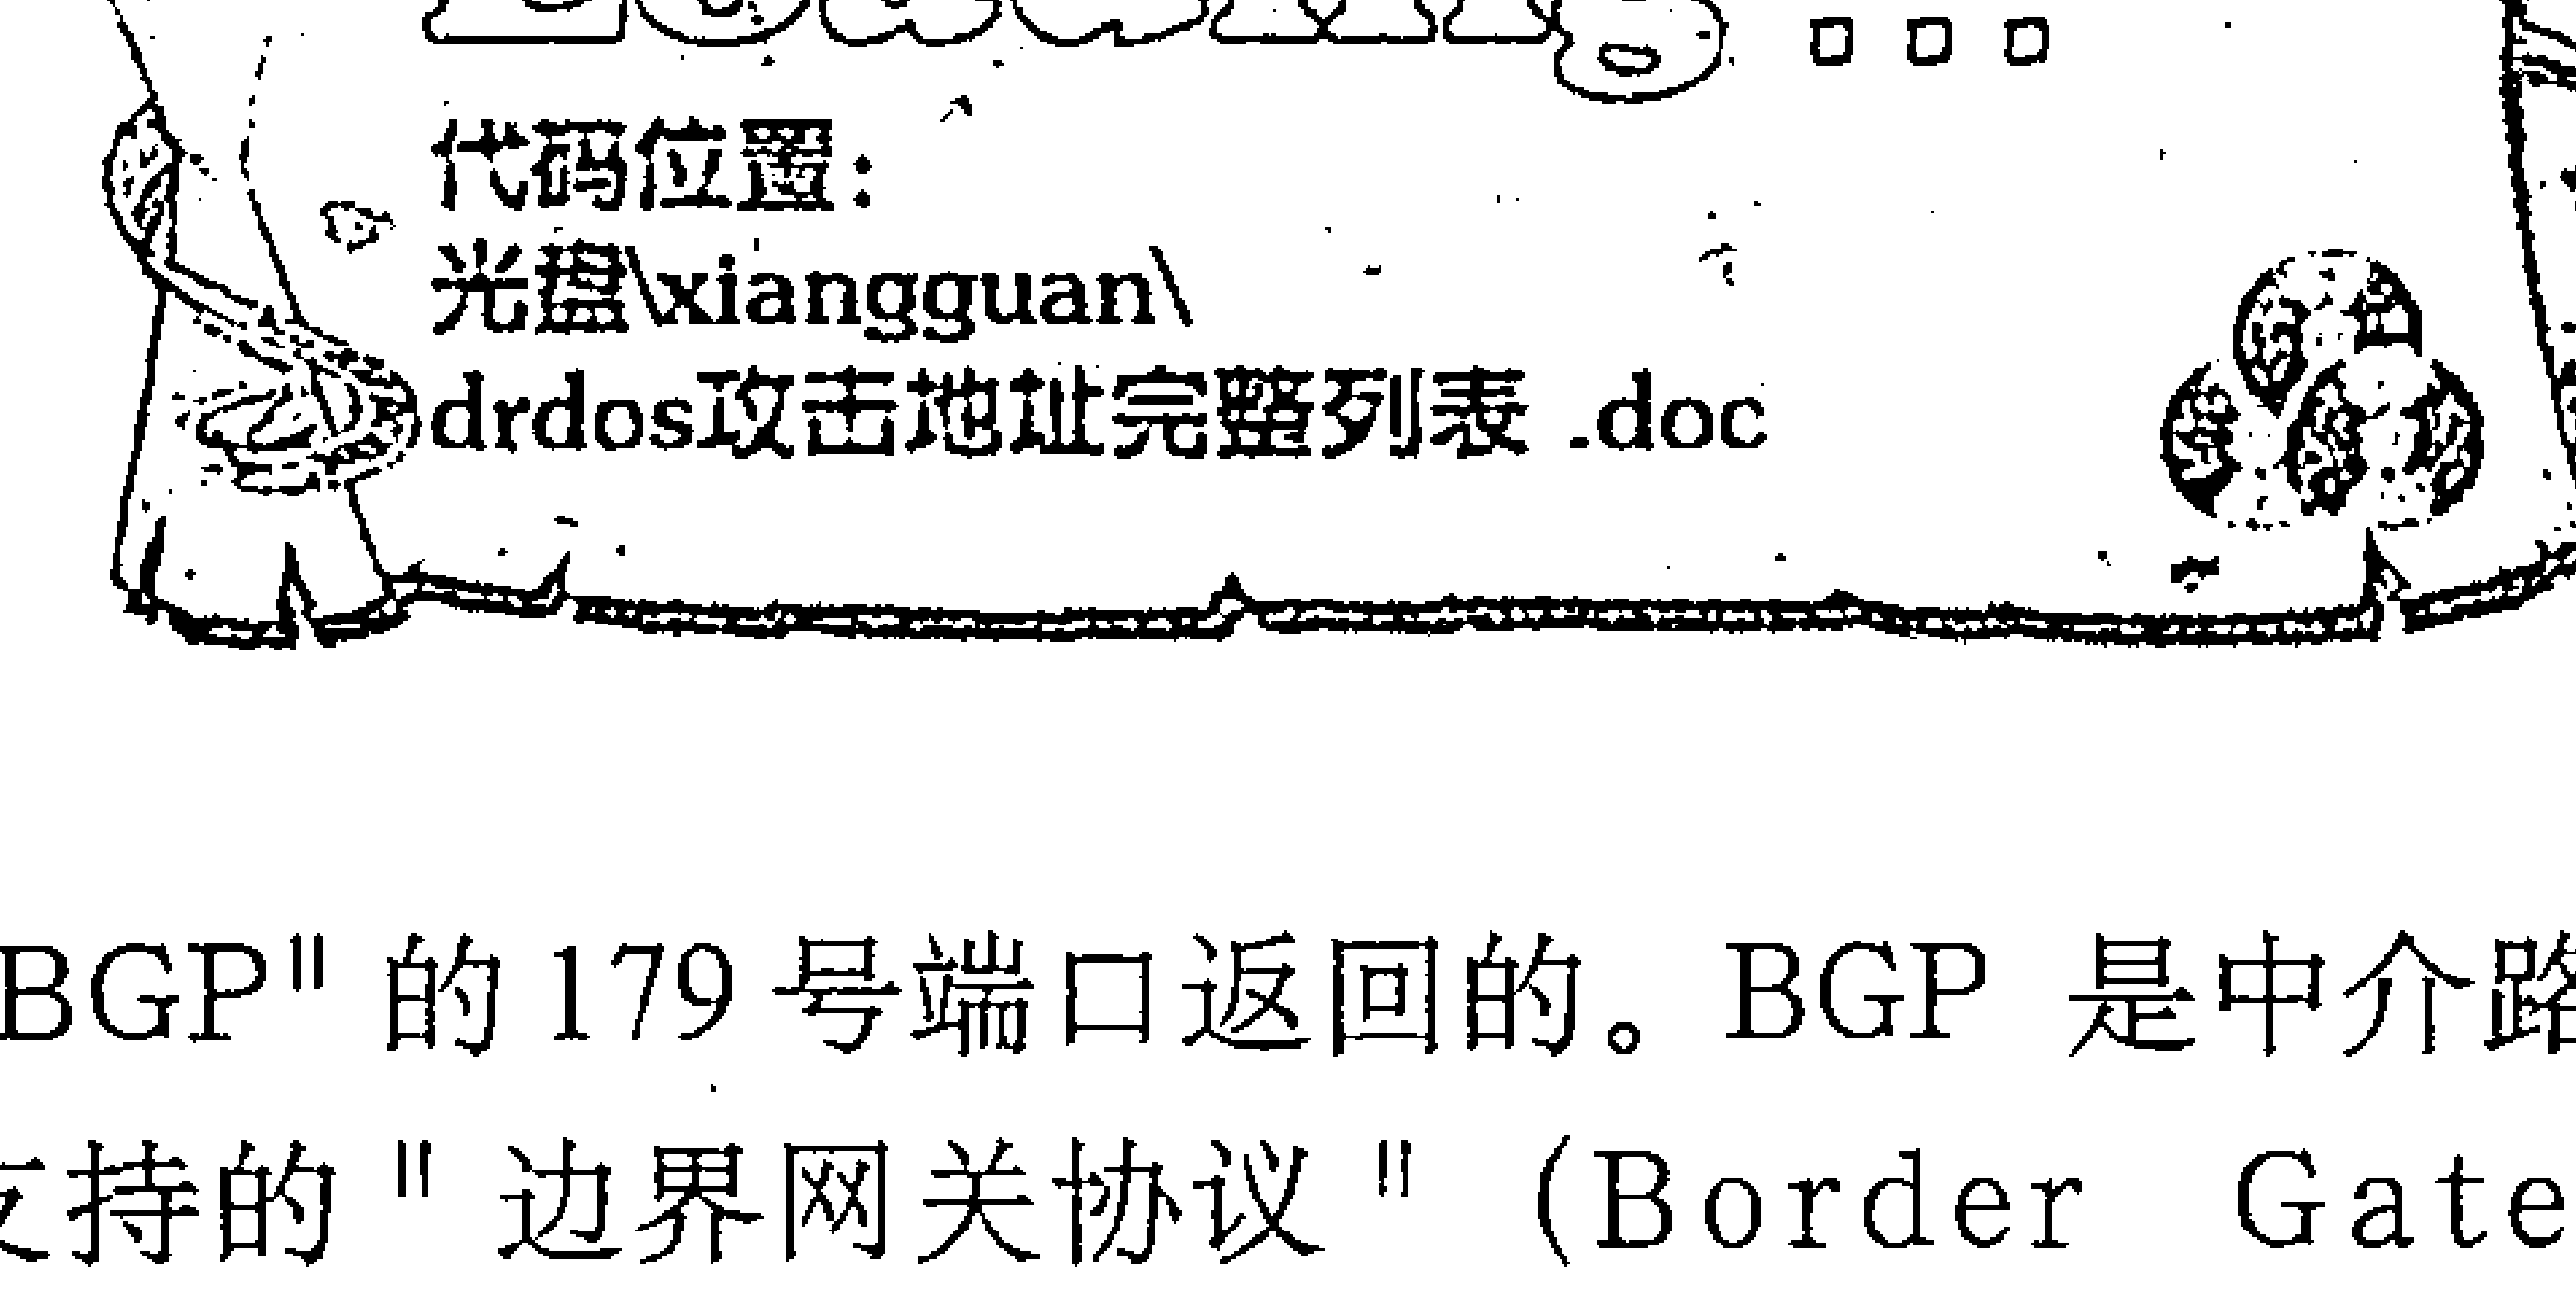 代码位置：
光盘\xiangguan\
drdos攻击地址完整列表 .doc
BGP" 的 179 号端口返回的。BGP 是中介路
支持的 " 边界网关协议 " (Border Gate